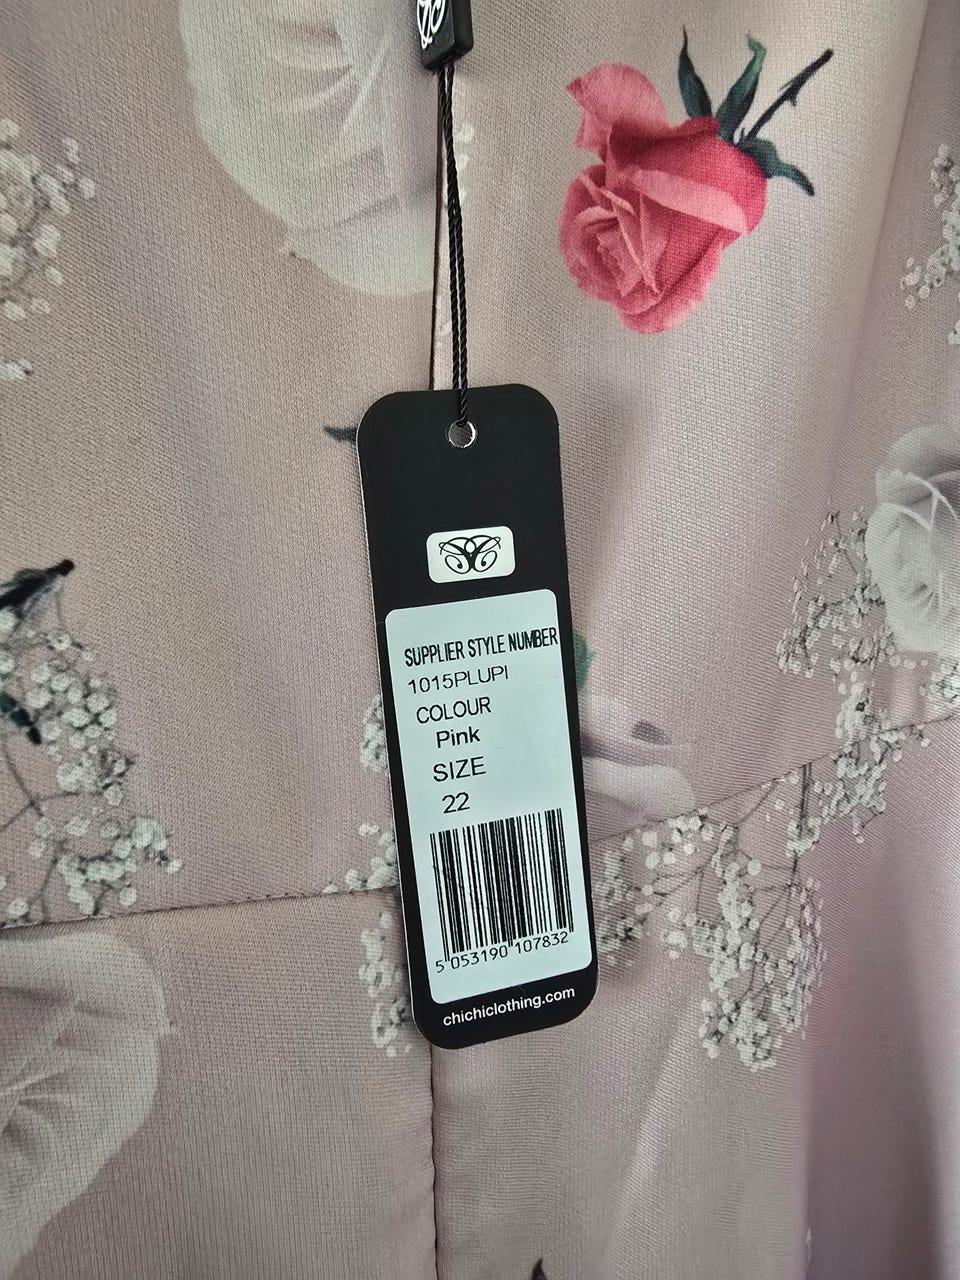 SUPPLIER STYLE NUMBER
1015PLUPI
COLOUR
Pink
SIZE
22
5 053190 107832
chichiclothing.com